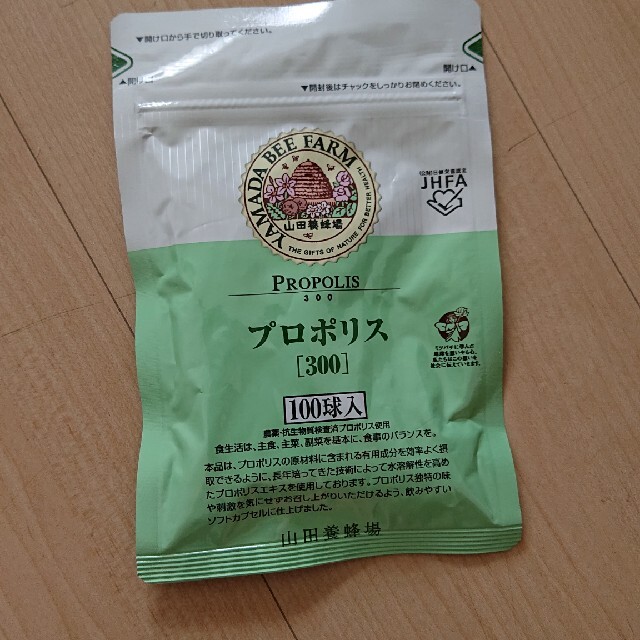 ▼開け口から手で切り取ってください。
開け口▲
▲開け口
▼開封後はチャックをしっかりお閉めください。
YAMADA BEE FARM
山田養蜂場
THE GIFTS OF NATURE FOR BETTER HEALTH
JHFA
PROPOLIS
300
プロポリス
[300]
100球入
農薬・抗生物質検査済プロポリス使用
食生活は、主食、主菜、副菜を基本に、食事のバランスを。
本品は、プロポリスの原材料に含まれる有用成分を効率よく摂
取できるように、長年培ってきた技術によって水溶解性を高め
たプロポリスエキスを使用しております。プロポリス独特の味
や刺激を気にせずお召し上がりいただけるよう、飲みやすい
ソフトカプセルに仕上げました。
山田養蜂場